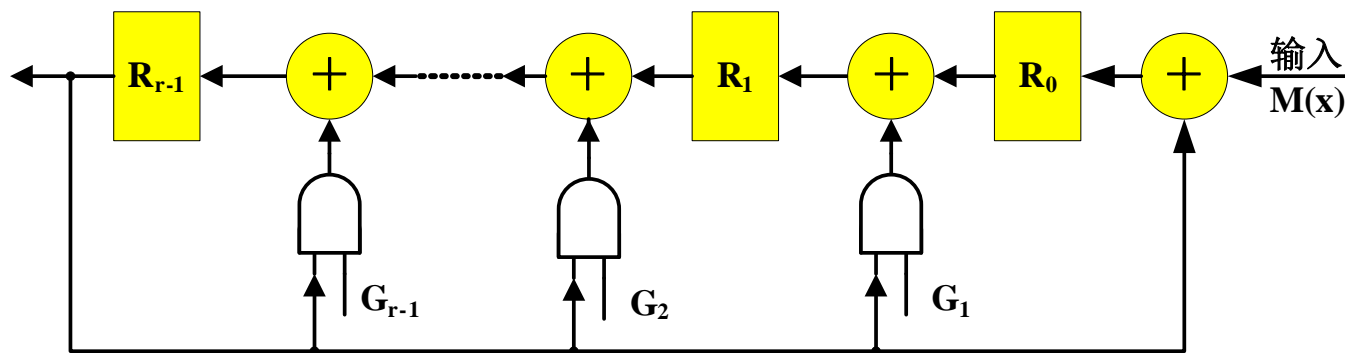 R_{r-1}
+
+
R_1
+
R_0
+
输入
M(x)
G_{r-1}
G_2
G_1